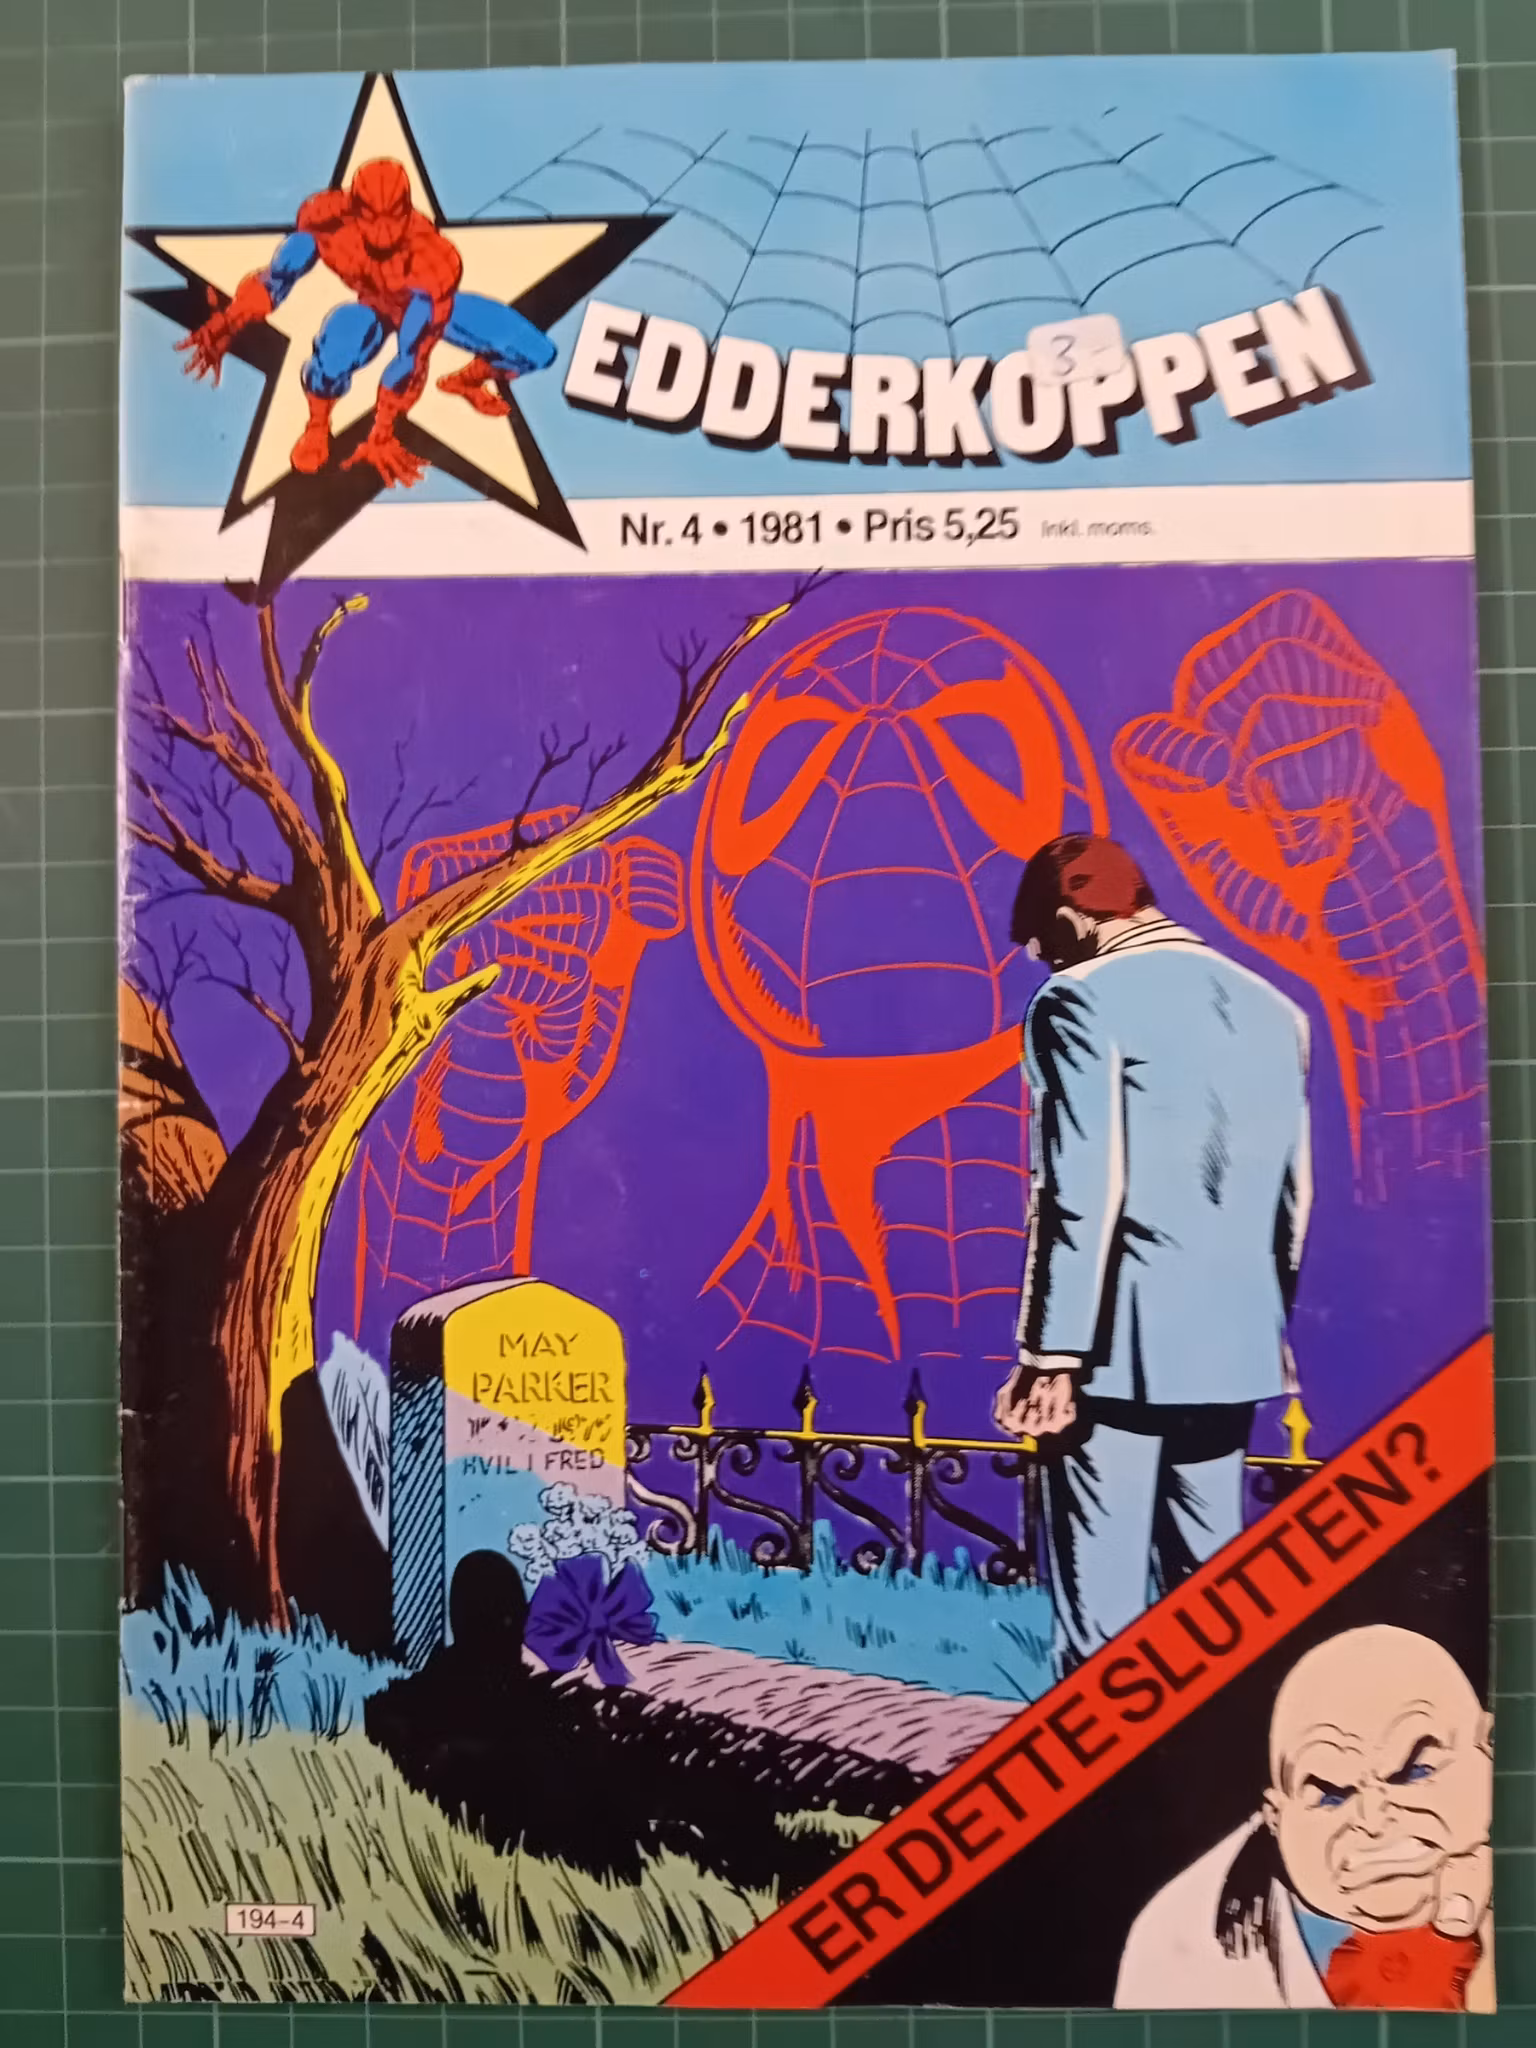 EDDERKOPPEN
3-
Nr. 4 • 1981 • Pris 5,25 Inkl. moms.
MAY
PARKER
HVIL I FRED
ER DETTE SLUTTEN?
194-4